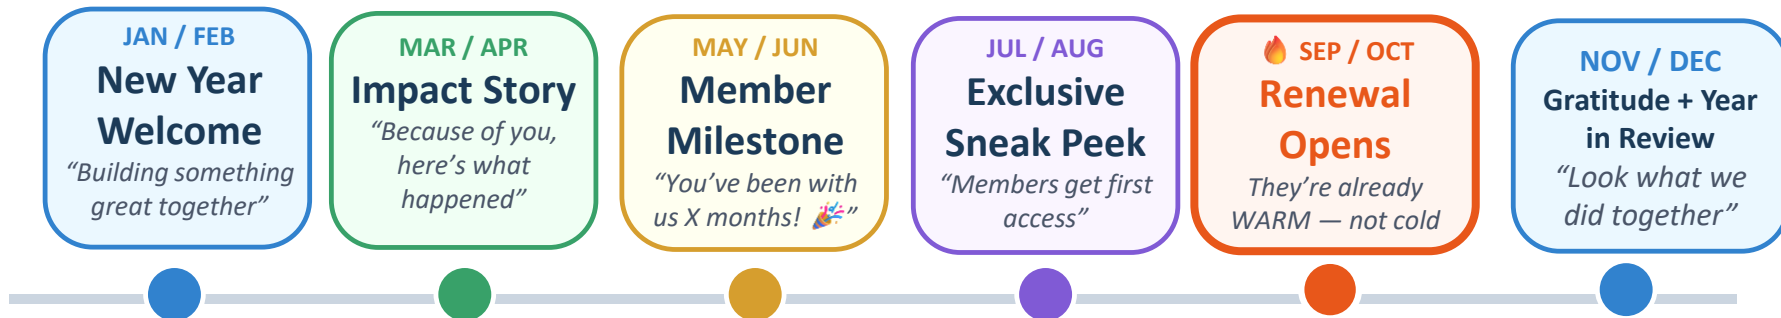 JAN / FEB
New Year
Welcome
“Building something
great together”
MAR / APR
Impact Story
“Because of you,
here’s what
happened”
MAY / JUN
Member
Milestone
“You’ve been with
us X months! 🎉”
JUL / AUG
Exclusive
Sneak Peek
“Members get first
access”
🔥 SEP / OCT
Renewal
Opens
They’re already
WARM — not cold
NOV / DEC
Gratitude + Year
in Review
“Look what we
did together”